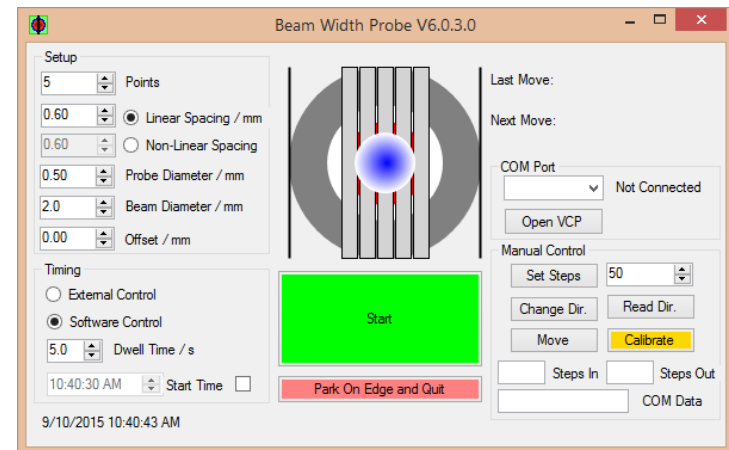 Beam Width Probe V6.0.3.0
Setup
5 Points
0.60 Linear Spacing / mm
0.60 Non-Linear Spacing
0.50 Probe Diameter / mm
2.0 Beam Diameter / mm
0.00 Offset / mm
Timing
External Control
Software Control
5.0 Dwell Time / s
10:40:30 AM Start Time
9/10/2015 10:40:43 AM
Start
Park On Edge and Quit
Last Move:
Next Move:
COM Port
Not Connected
Open VCP
Manual Control
Set Steps 50
Change Dir. Read Dir.
Move Calibrate
Steps In Steps Out
COM Data